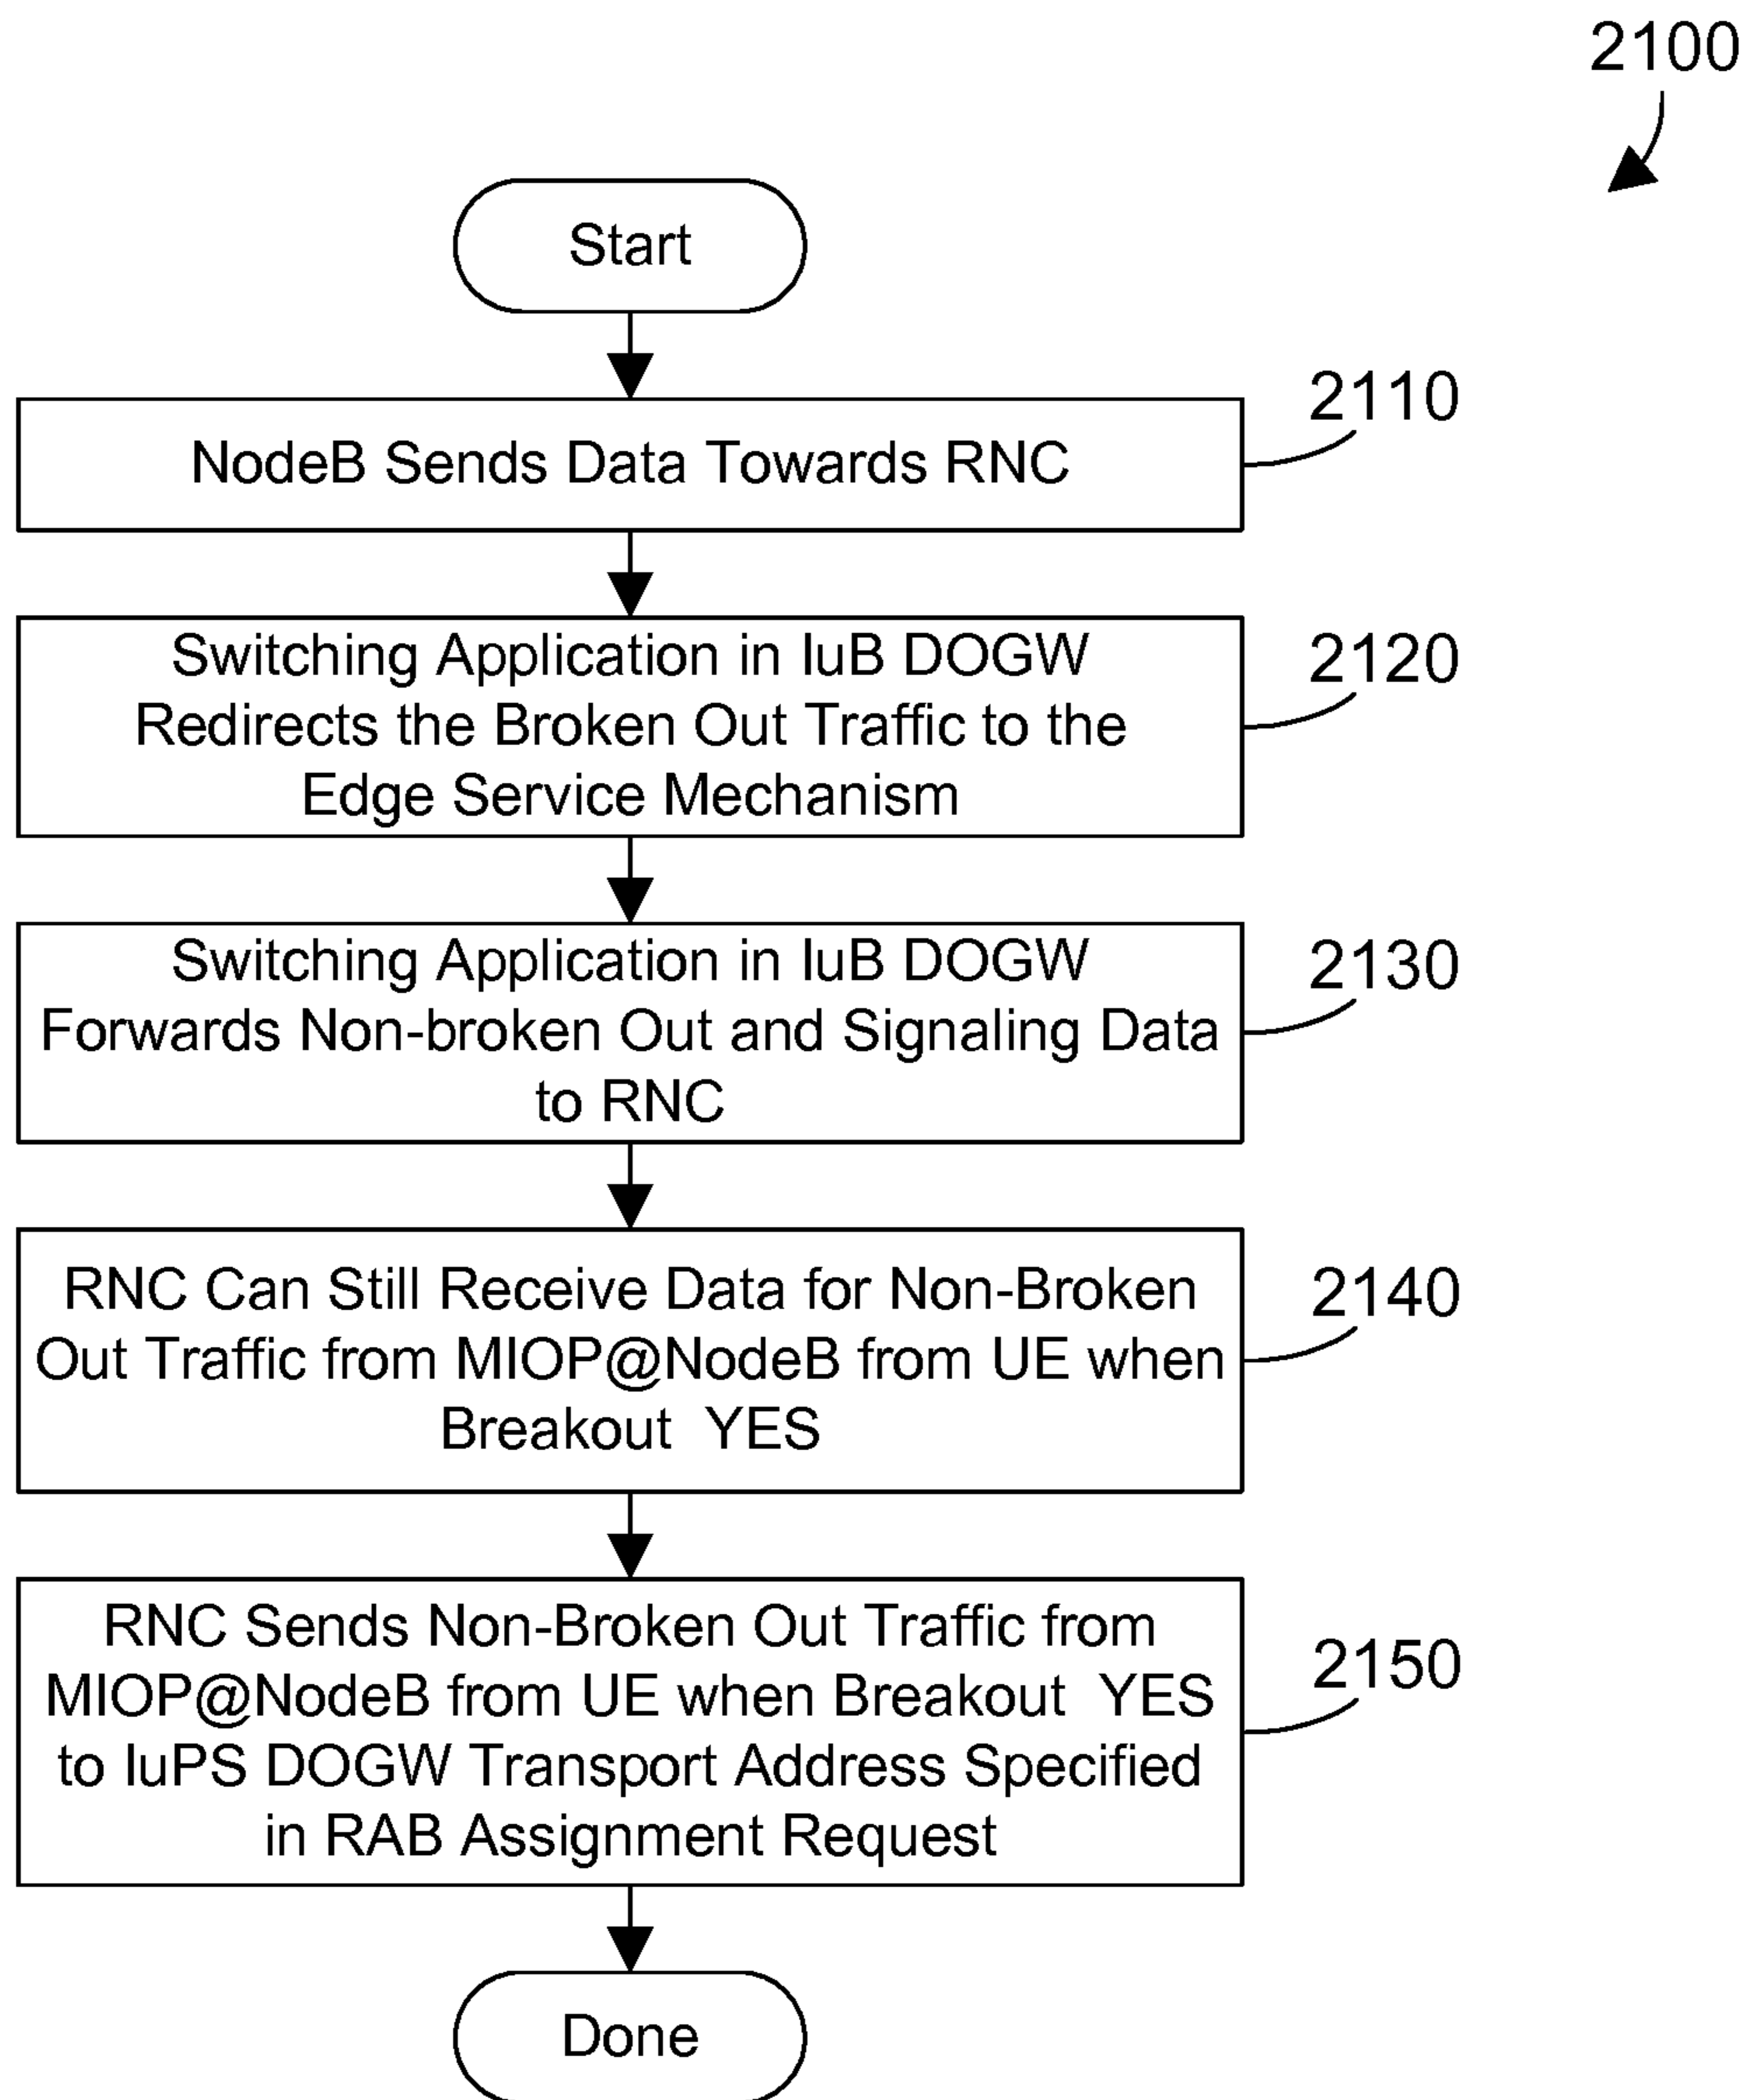 2100
Start
2110
NodeB Sends Data Towards RNC
2120
Switching Application in IuB DOGW
Redirects the Broken Out Traffic to the
Edge Service Mechanism
2130
Switching Application in IuB DOGW
Forwards Non-broken Out and Signaling Data
to RNC
2140
RNC Can Still Receive Data for Non-Broken
Out Traffic from MIOP@NodeB from UE when
Breakout  YES
2150
RNC Sends Non-Broken Out Traffic from
MIOP@NodeB from UE when Breakout  YES
to IuPS DOGW Transport Address Specified
in RAB Assignment Request
Done